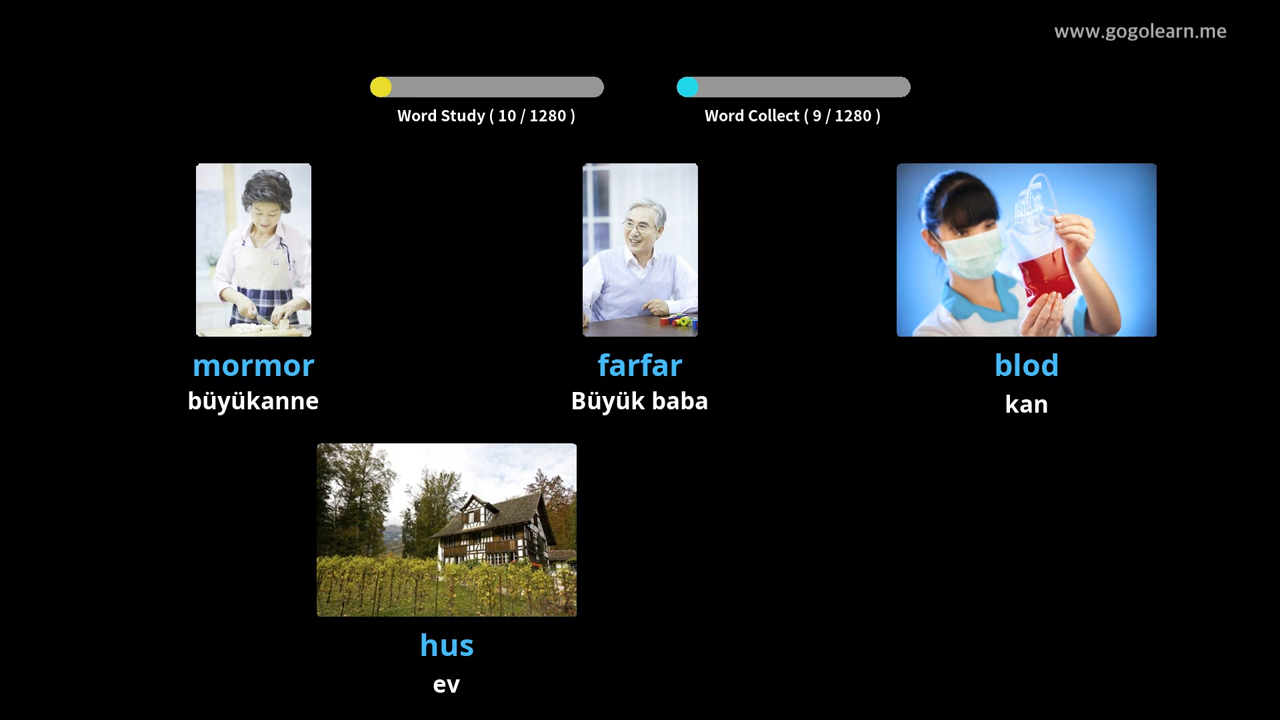 www.gogolearn.me
Word Study ( 10 / 1280 )
Word Collect ( 9 / 1280 )
mormor
büyükanne
farfar
Büyük baba
blod
kan
hus
ev